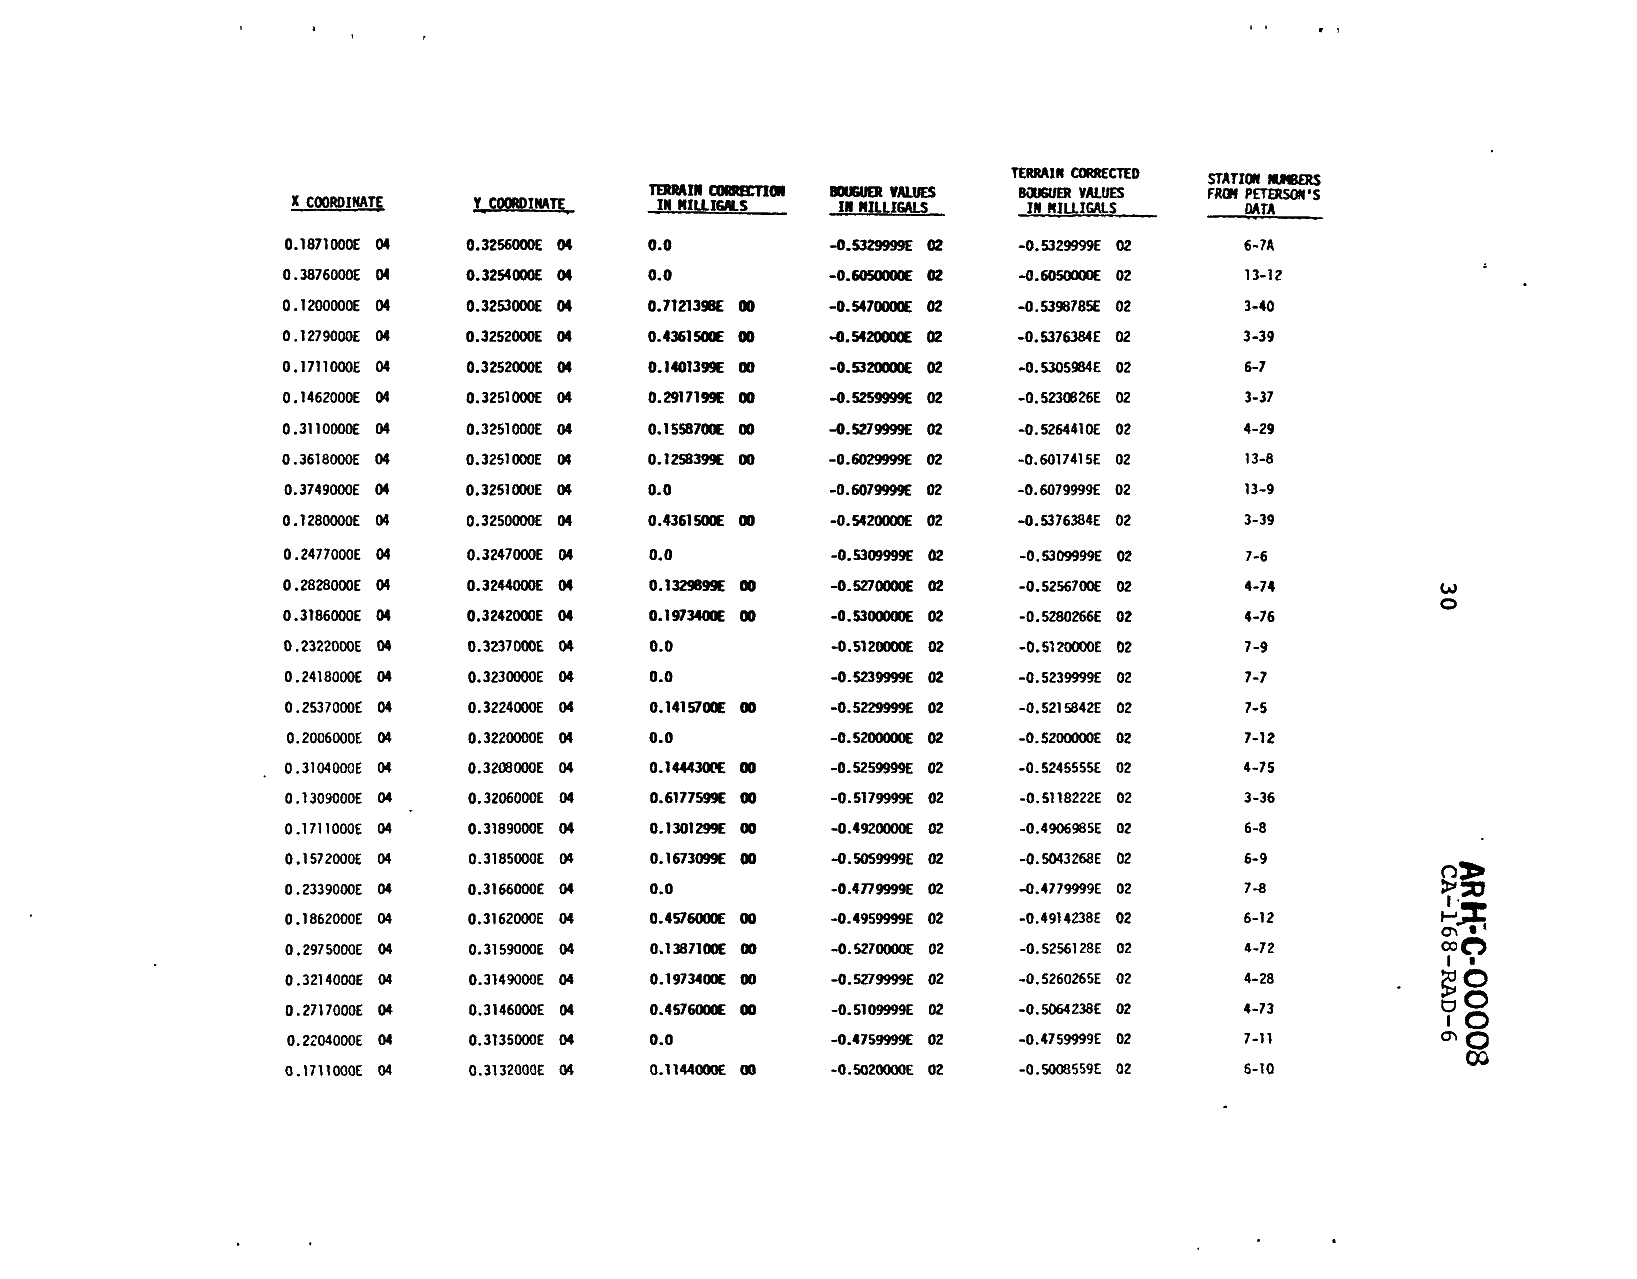 TERRAIN CORRECTED
STATION NUMBERS
TERRAIN CORRECTION BOUGUER VALUES BOUGUER VALUES FROM PETERSON'S
X COORDINATE Y COORDINATE IN MILLIGALS IN MILLIGALS IN MILLIGALS DATA
0.1871000E 04 0.3256000E 04 0.0 -0.5329999E 02 -0.5329999E 02 6-7A
0.3876000E 04 0.3254000E 04 0.0 -0.6050000E 02 -0.6050000E 02 13-12
0.1200000E 04 0.3253000E 04 0.7121398E 00 -0.5470000E 02 -0.5398785E 02 3-40
0.1279000E 04 0.3252000E 04 0.4361500E 00 -0.5420000E 02 -0.5376384E 02 3-39
0.1711000E 04 0.3252000E 04 0.1401399E 00 -0.5320000E 02 -0.5305984E 02 6-7
0.1462000E 04 0.3251000E 04 0.2917199E 00 -0.5259999E 02 -0.5230826E 02 3-37
0.3110000E 04 0.3251000E 04 0.1558700E 00 -0.5279999E 02 -0.5264410E 02 4-29
0.3618000E 04 0.3251000E 04 0.1258399E 00 -0.6029999E 02 -0.6017415E 02 13-8
0.3749000E 04 0.3251000E 04 0.0 -0.6079999E 02 -0.6079999E 02 13-9
0.1280000E 04 0.3250000E 04 0.4361500E 00 -0.5420000E 02 -0.5376384E 02 3-39
0.2477000E 04 0.3247000E 04 0.0 -0.5309999E 02 -0.5309999E 02 7-6
0.2828000E 04 0.3244000E 04 0.1329899E 00 -0.5270000E 02 -0.5256700E 02 4-74
0.3186000E 04 0.3242000E 04 0.1973400E 00 -0.5300000E 02 -0.5280266E 02 4-76
0.2322000E 04 0.3237000E 04 0.0 -0.5120000E 02 -0.5120000E 02 7-9
0.2418000E 04 0.3230000E 04 0.0 -0.5239999E 02 -0.5239999E 02 7-7
0.2537000E 04 0.3224000E 04 0.1415700E 00 -0.5229999E 02 -0.5215842E 02 7-5
0.2006000E 04 0.3220000E 04 0.0 -0.5200000E 02 -0.5200000E 02 7-12
0.3104000E 04 0.3208000E 04 0.1444300E 00 -0.5259999E 02 -0.5245555E 02 4-75
0.1309000E 04 0.3206000E 04 0.6177599E 00 -0.5179999E 02 -0.5118222E 02 3-36
0.1711000E 04 0.3189000E 04 0.1301299E 00 -0.4920000E 02 -0.4906985E 02 6-8
0.1572000E 04 0.3185000E 04 0.1673099E 00 -0.5059999E 02 -0.5043268E 02 6-9
0.2339000E 04 0.3166000E 04 0.0 -0.4779999E 02 -0.4779999E 02 7-8
0.1862000E 04 0.3162000E 04 0.4576000E 00 -0.4959999E 02 -0.4914238E 02 6-12
0.2975000E 04 0.3159000E 04 0.1387100E 00 -0.5270000E 02 -0.5256128E 02 4-72
0.3214000E 04 0.3149000E 04 0.1973400E 00 -0.5279999E 02 -0.5260265E 02 4-28
0.2717000E 04 0.3146000E 04 0.4576000E 00 -0.5109999E 02 -0.5064238E 02 4-73
0.2204000E 04 0.3135000E 04 0.0 -0.4759999E 02 -0.4759999E 02 7-11
0.1711000E 04 0.3132000E 04 0.1144000E 00 -0.5020000E 02 -0.5008559E 02 6-10
30
ARH-C-00008
CA-168-RAD-6